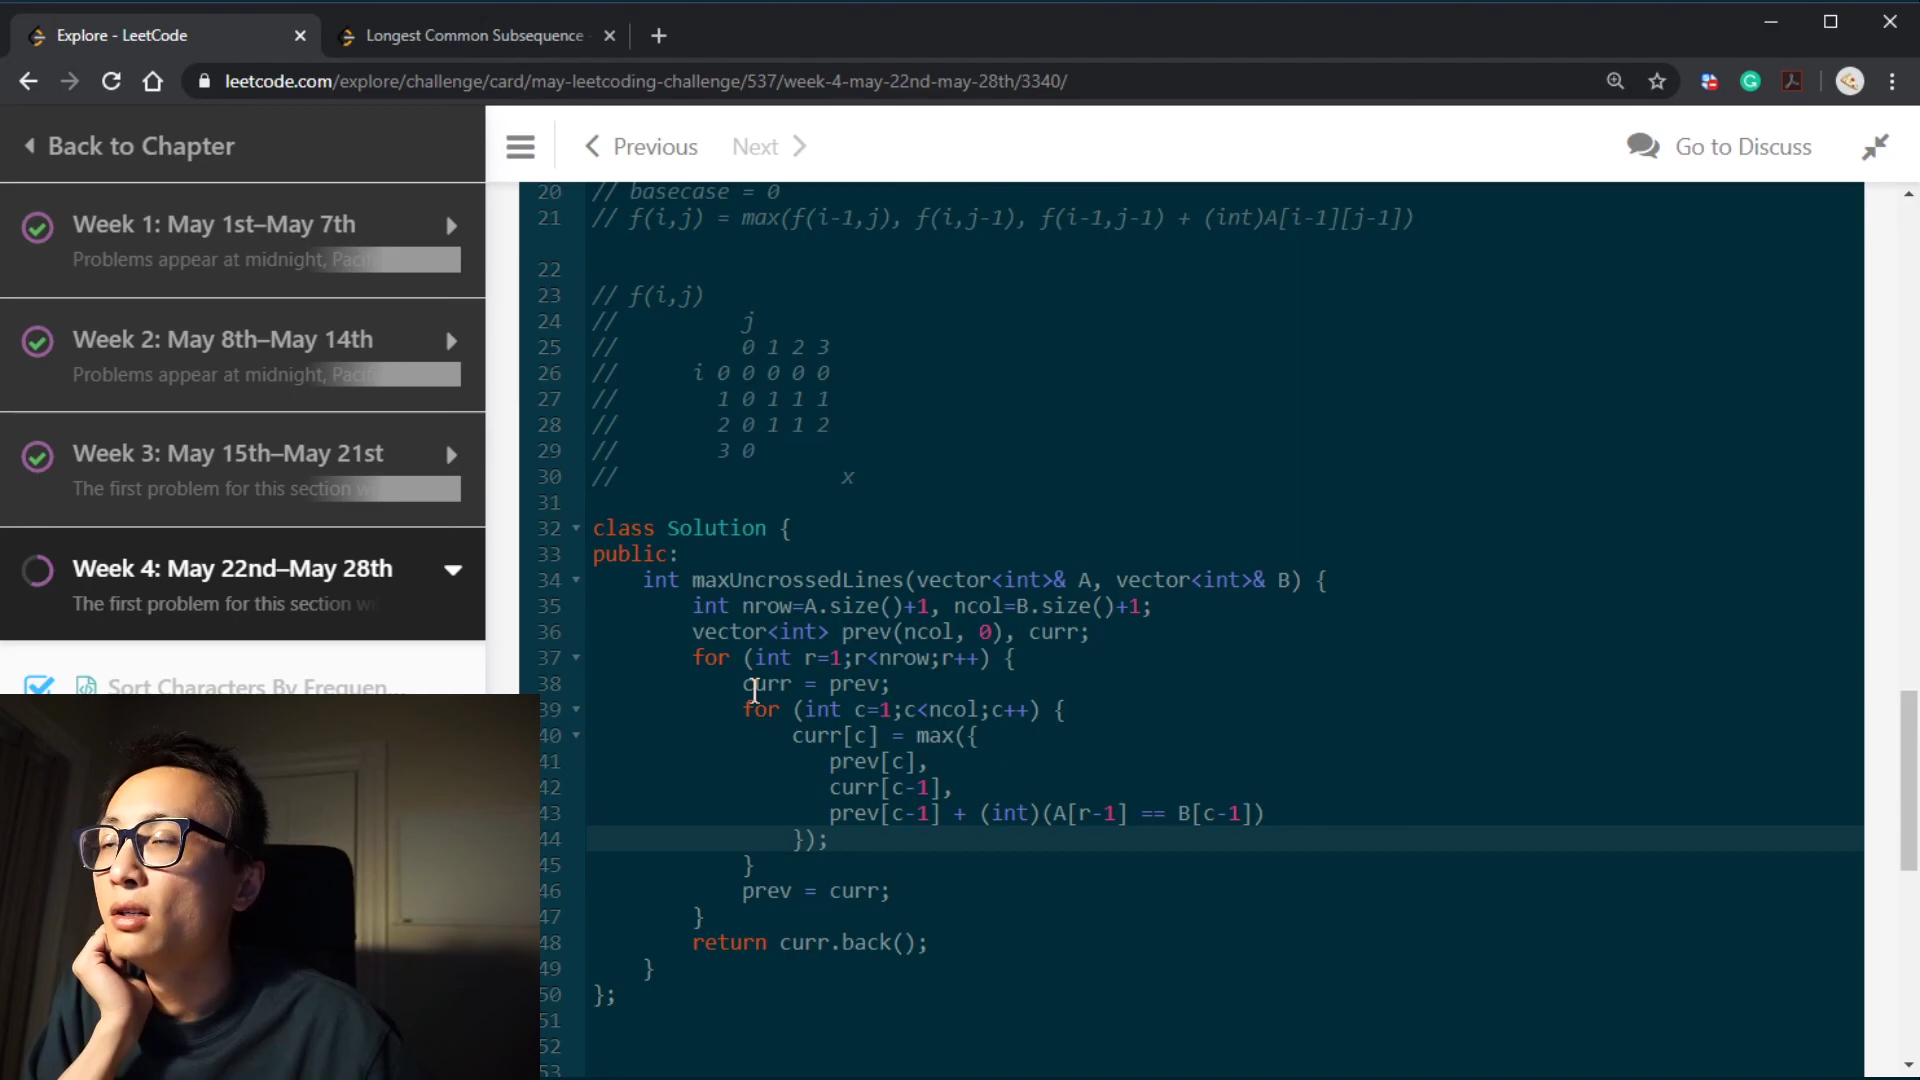 Explore - LeetCode
Longest Common Subsequence
leetcode.com/explore/challenge/card/may-leetcoding-challenge/537/week-4-may-22nd-may-28th/3340/
Back to Chapter
Previous
Next
Go to Discuss
Week 1: May 1st–May 7th
Problems appear at midnight, Pacif
Week 2: May 8th–May 14th
Problems appear at midnight, Pacif
Week 3: May 15th–May 21st
The first problem for this section w
Week 4: May 22nd–May 28th
The first problem for this section w
Sort Characters By Frequen...
20 // basecase = 0
21 // f(i,j) = max(f(i-1,j), f(i,j-1), f(i-1,j-1) + (int)A[i-1][j-1])
22
23 // f(i,j)
24 // j
25 // 0 1 2 3
26 // i 0 0 0 0 0
27 // 1 0 1 1 1
28 // 2 0 1 1 2
29 // 3 0
30 // x
31
32 class Solution {
33 public:
34 int maxUncrossedLines(vector<int>& A, vector<int>& B) {
35 int nrow=A.size()+1, ncol=B.size()+1;
36 vector<int> prev(ncol, 0), curr;
37 for (int r=1;r<nrow;r++) {
38 curr = prev;
39 for (int c=1;c<ncol;c++) {
40 curr[c] = max({
41 prev[c],
42 curr[c-1],
43 prev[c-1] + (int)(A[r-1] == B[c-1])
44 });
45 }
46 prev = curr;
47 }
48 return curr.back();
49 }
50 };
51
52
53